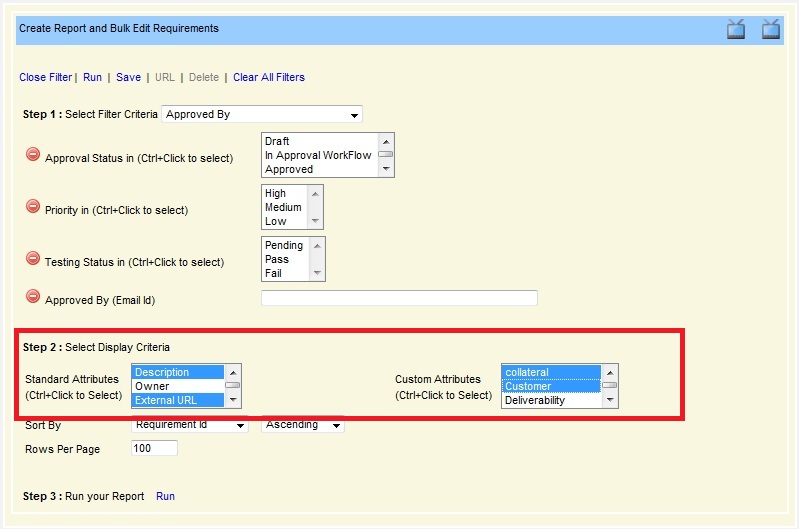 Create Report and Bulk Edit Requirements
Close Filter | Run | Save | URL | Delete | Clear All Filters
Step 1 : Select Filter Criteria Approved By
Approval Status in (Ctrl+Click to select)
Draft
In Approval WorkFlow
Approved
Priority in (Ctrl+Click to select)
High
Medium
Low
Testing Status in (Ctrl+Click to select)
Pending
Pass
Fail
Approved By (Email Id)
Step 2 : Select Display Criteria
Standard Attributes
(Ctrl+Click to Select)
Description
Owner
External URL
Custom Attributes
(Ctrl+Click to Select)
collateral
Customer
Deliverability
Sort By Requirement Id Ascending
Rows Per Page 100
Step 3 : Run your Report Run